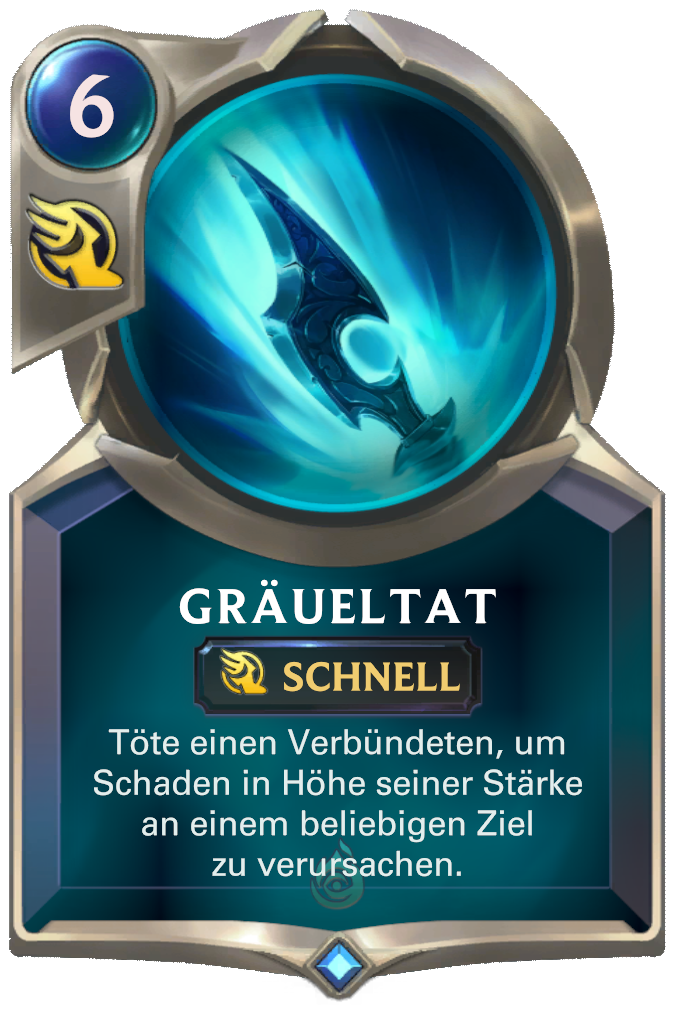 6
GRÄUELTAT
SCHNELL
Töte einen Verbündeten, um
Schaden in Höhe seiner Stärke
an einem beliebigen Ziel
zu verursachen.